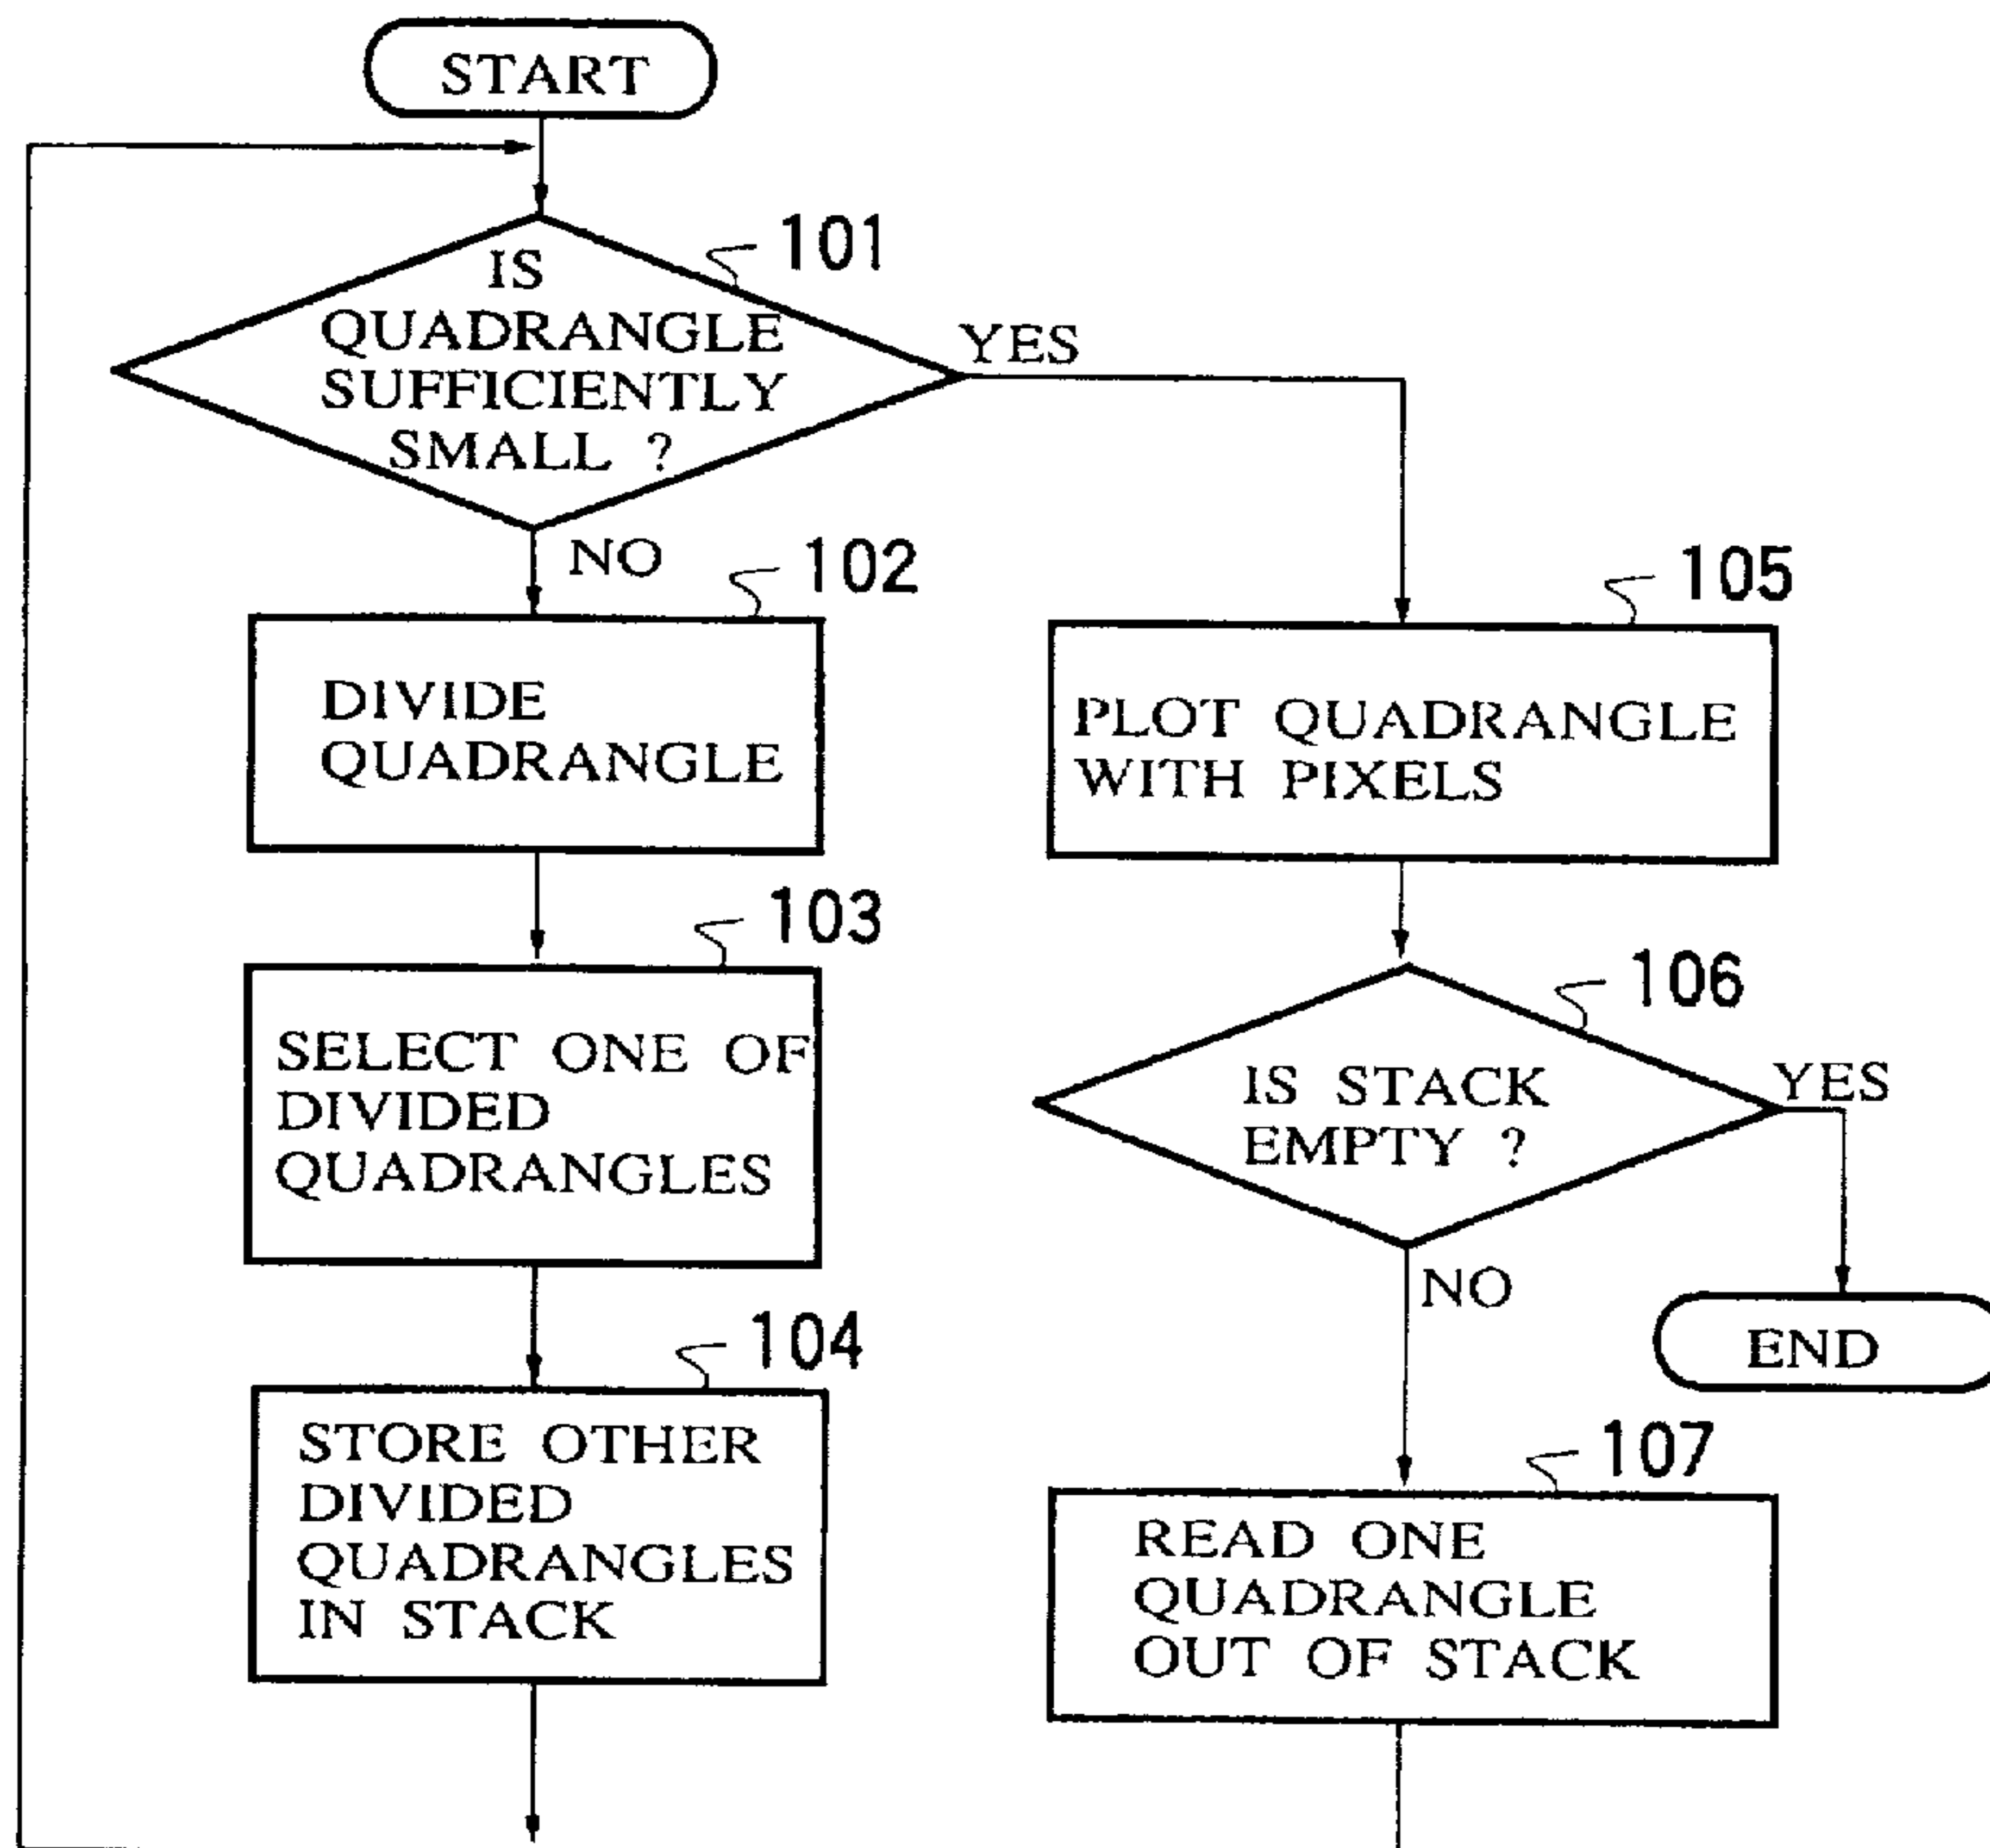 START
101
IS
QUADRANGLE
SUFFICIENTLY
SMALL ?
YES
NO
102
DIVIDE
QUADRANGLE
103
SELECT ONE OF
DIVIDED
QUADRANGLES
104
STORE OTHER
DIVIDED
QUADRANGLES
IN STACK
105
PLOT QUADRANGLE
WITH PIXELS
106
IS STACK
EMPTY ?
YES
NO
END
107
READ ONE
QUADRANGLE
OUT OF STACK